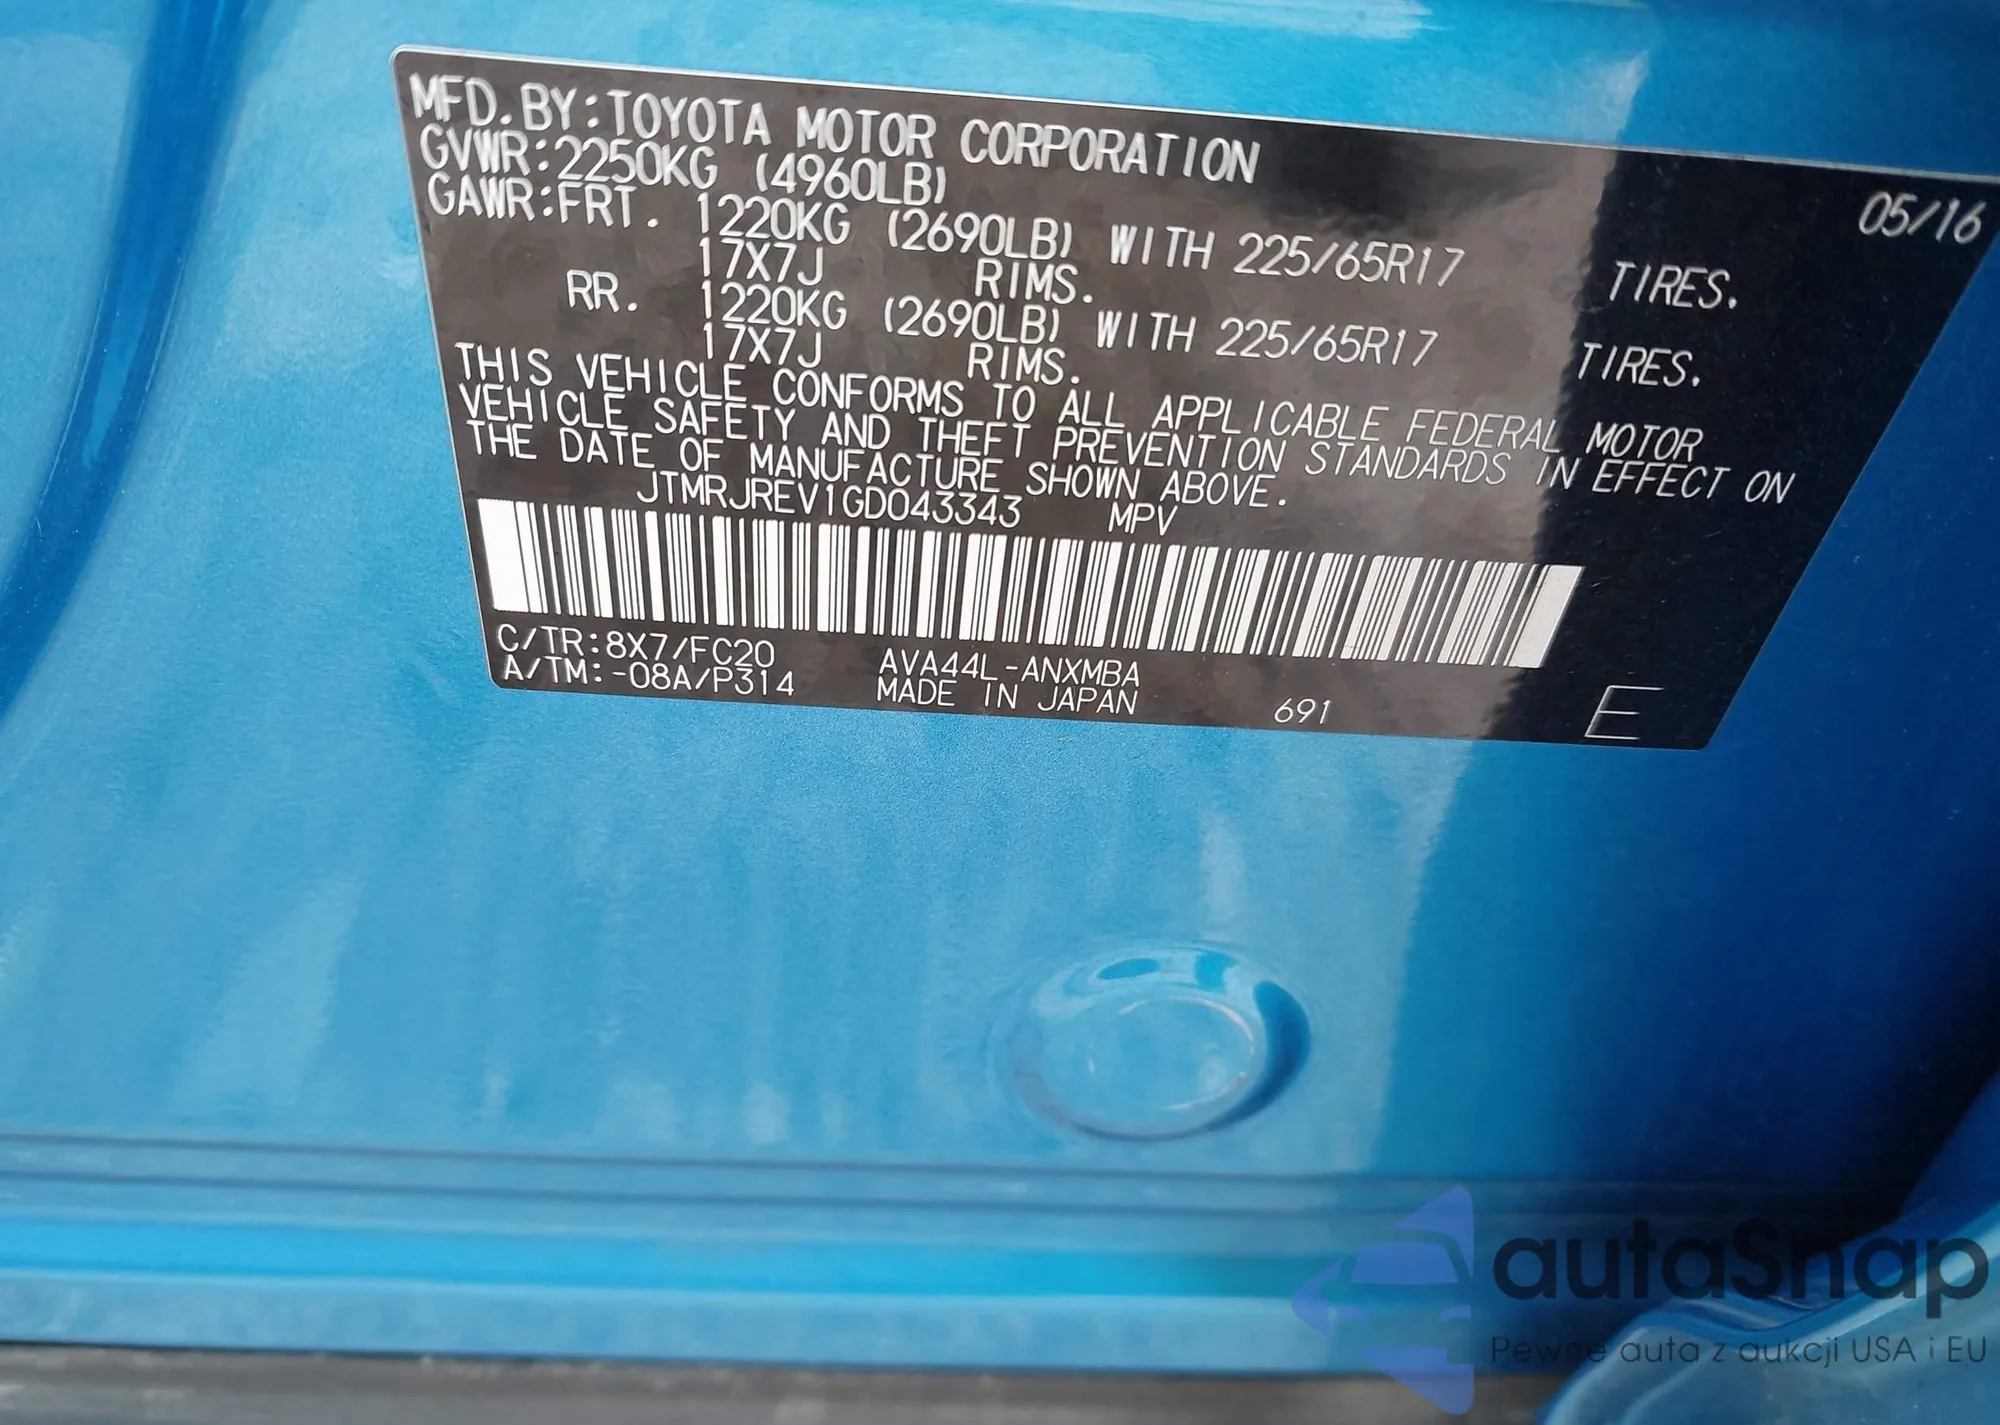 MFD.BY:TOYOTA MOTOR CORPORATION 05/16
GVWR:2250KG (4960LB)
GAWR:FRT. 1220KG (2690LB) WITH 225/65R17 TIRES.
17X7J RIMS.
RR. 1220KG (2690LB) WITH 225/65R17 TIRES.
17X7J RIMS.
THIS VEHICLE CONFORMS TO ALL APPLICABLE FEDERAL MOTOR
VEHICLE SAFETY AND THEFT PREVENTION STANDARDS IN EFFECT ON
THE DATE OF MANUFACTURE SHOWN ABOVE.
JTMRJREV1GD043343 MPV
C/TR:8X7/FC20 AVA44L-ANXMBA
A/TM:-08A/P314 MADE IN JAPAN 691 E
autaSnap
Pewne auta z aukcji USA i EU